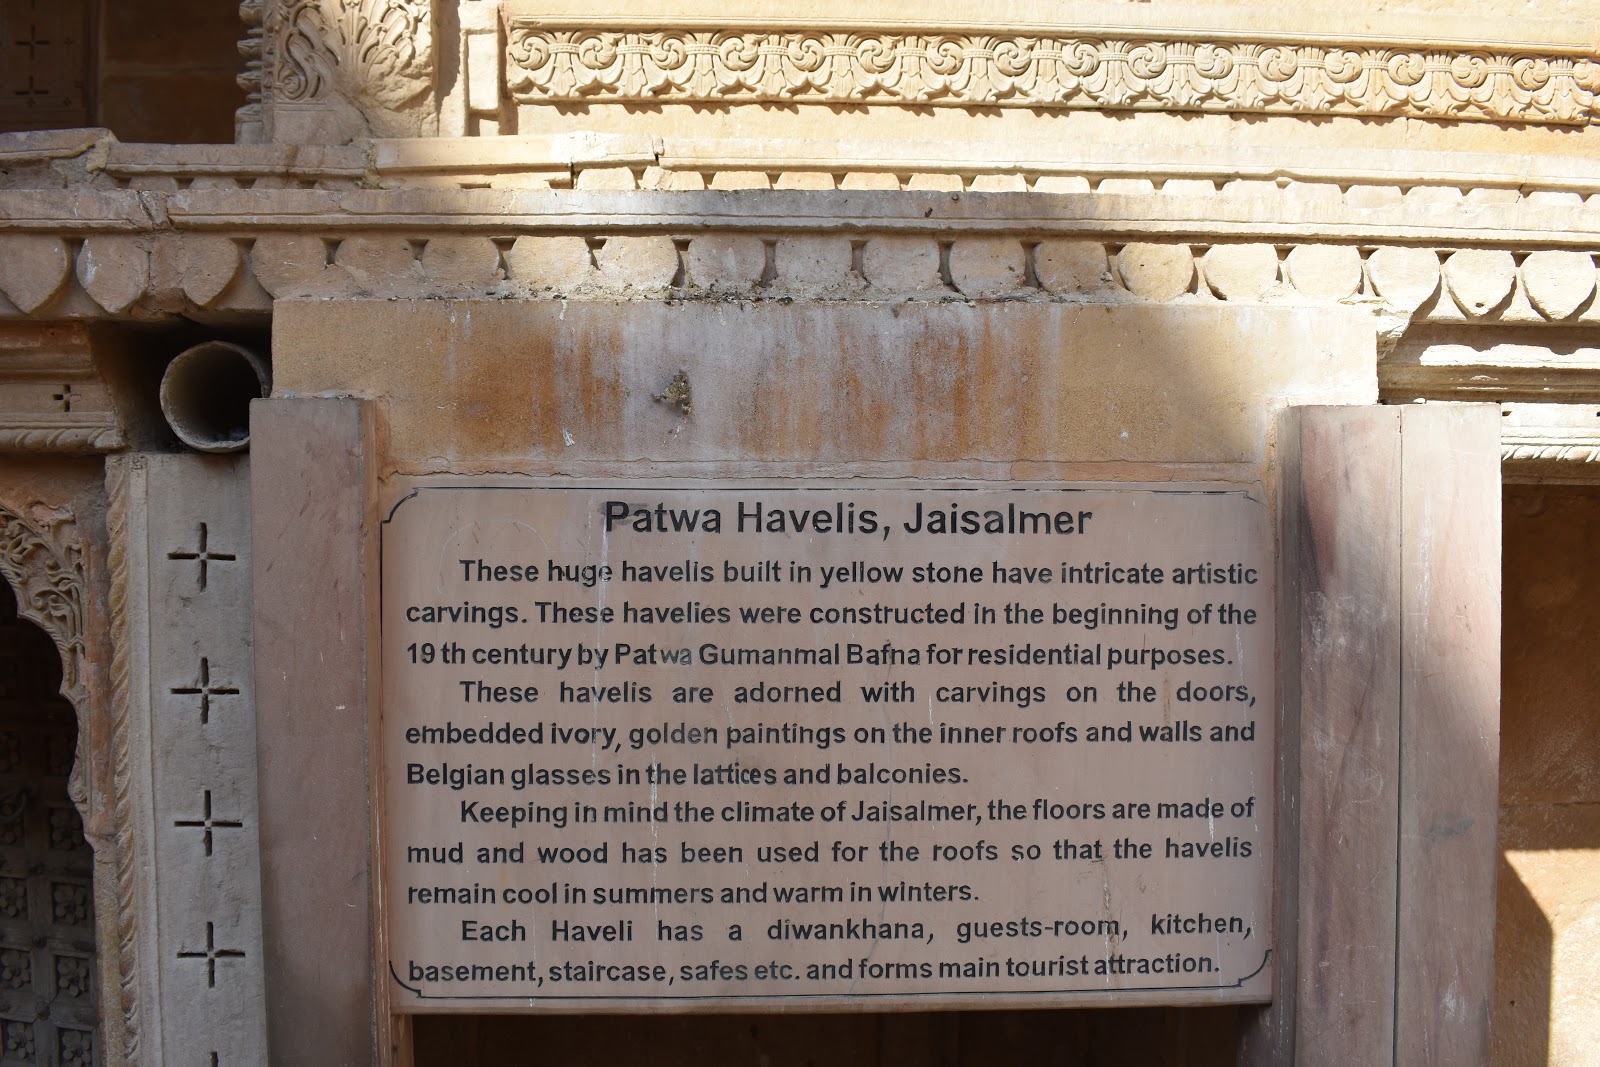 Patwa Havelis, Jaisalmer
These huge havelis built in yellow stone have intricate artistic
carvings. These havelies were constructed in the beginning of the
19 th century by Patwa Gumanmal Bafna for residential purposes.
These havelis are adorned with carvings on the doors,
embedded ivory, golden paintings on the inner roofs and walls and
Belgian glasses in the lattices and balconies.
Keeping in mind the climate of Jaisalmer, the floors are made of
mud and wood has been used for the roofs so that the havelis
remain cool in summers and warm in winters.
Each Haveli has a diwankhana, guests-room, kitchen,
basement, staircase, safes etc. and forms main tourist attraction.